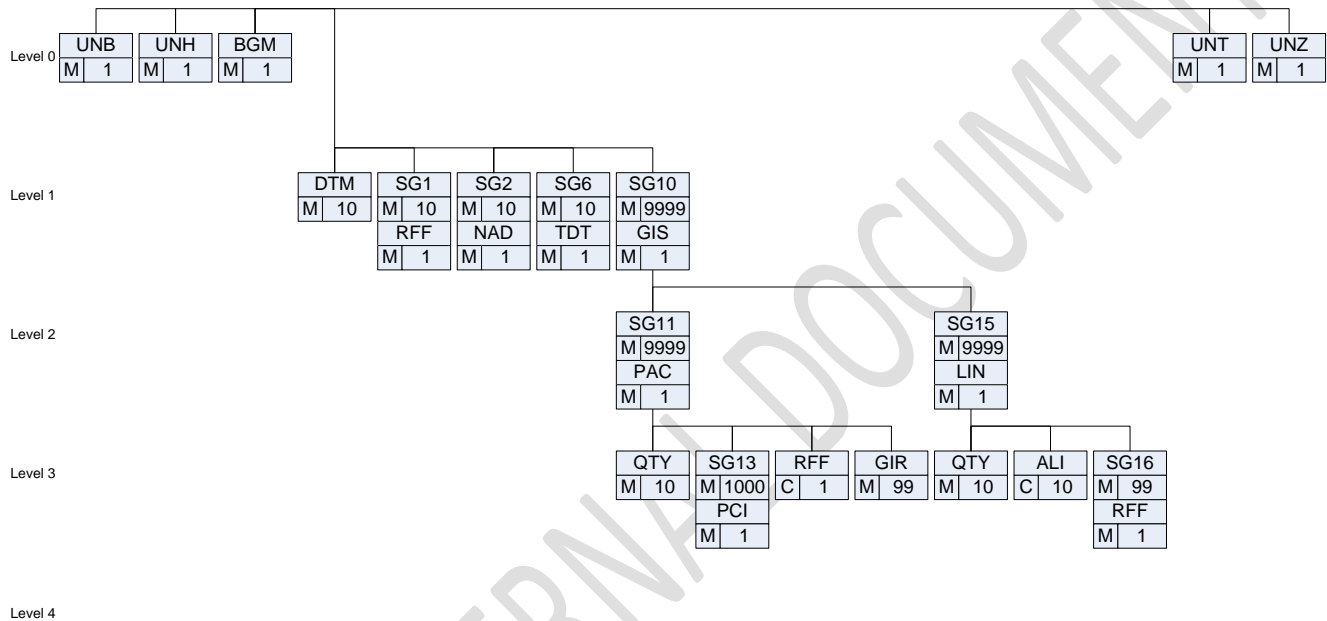 Level 0
UNB UNH BGM UNT UNZ
M 1 M 1 M 1 M 1 M 1
Level 1
DTM SG1 SG2 SG6 SG10
M 10 M 10 M 10 M 10 M 9999
RFF NAD TDT GIS
M 1 M 1 M 1 M 1
Level 2
SG11 SG15
M 9999 M 9999
PAC LIN
M 1 M 1
Level 3
QTY SG13 RFF GIR QTY ALI SG16
M 10 M 1000 C 1 M 99 M 10 C 10 M 99
PCI RFF
M 1 M 1
Level 4
ERNAL DOCUMENT